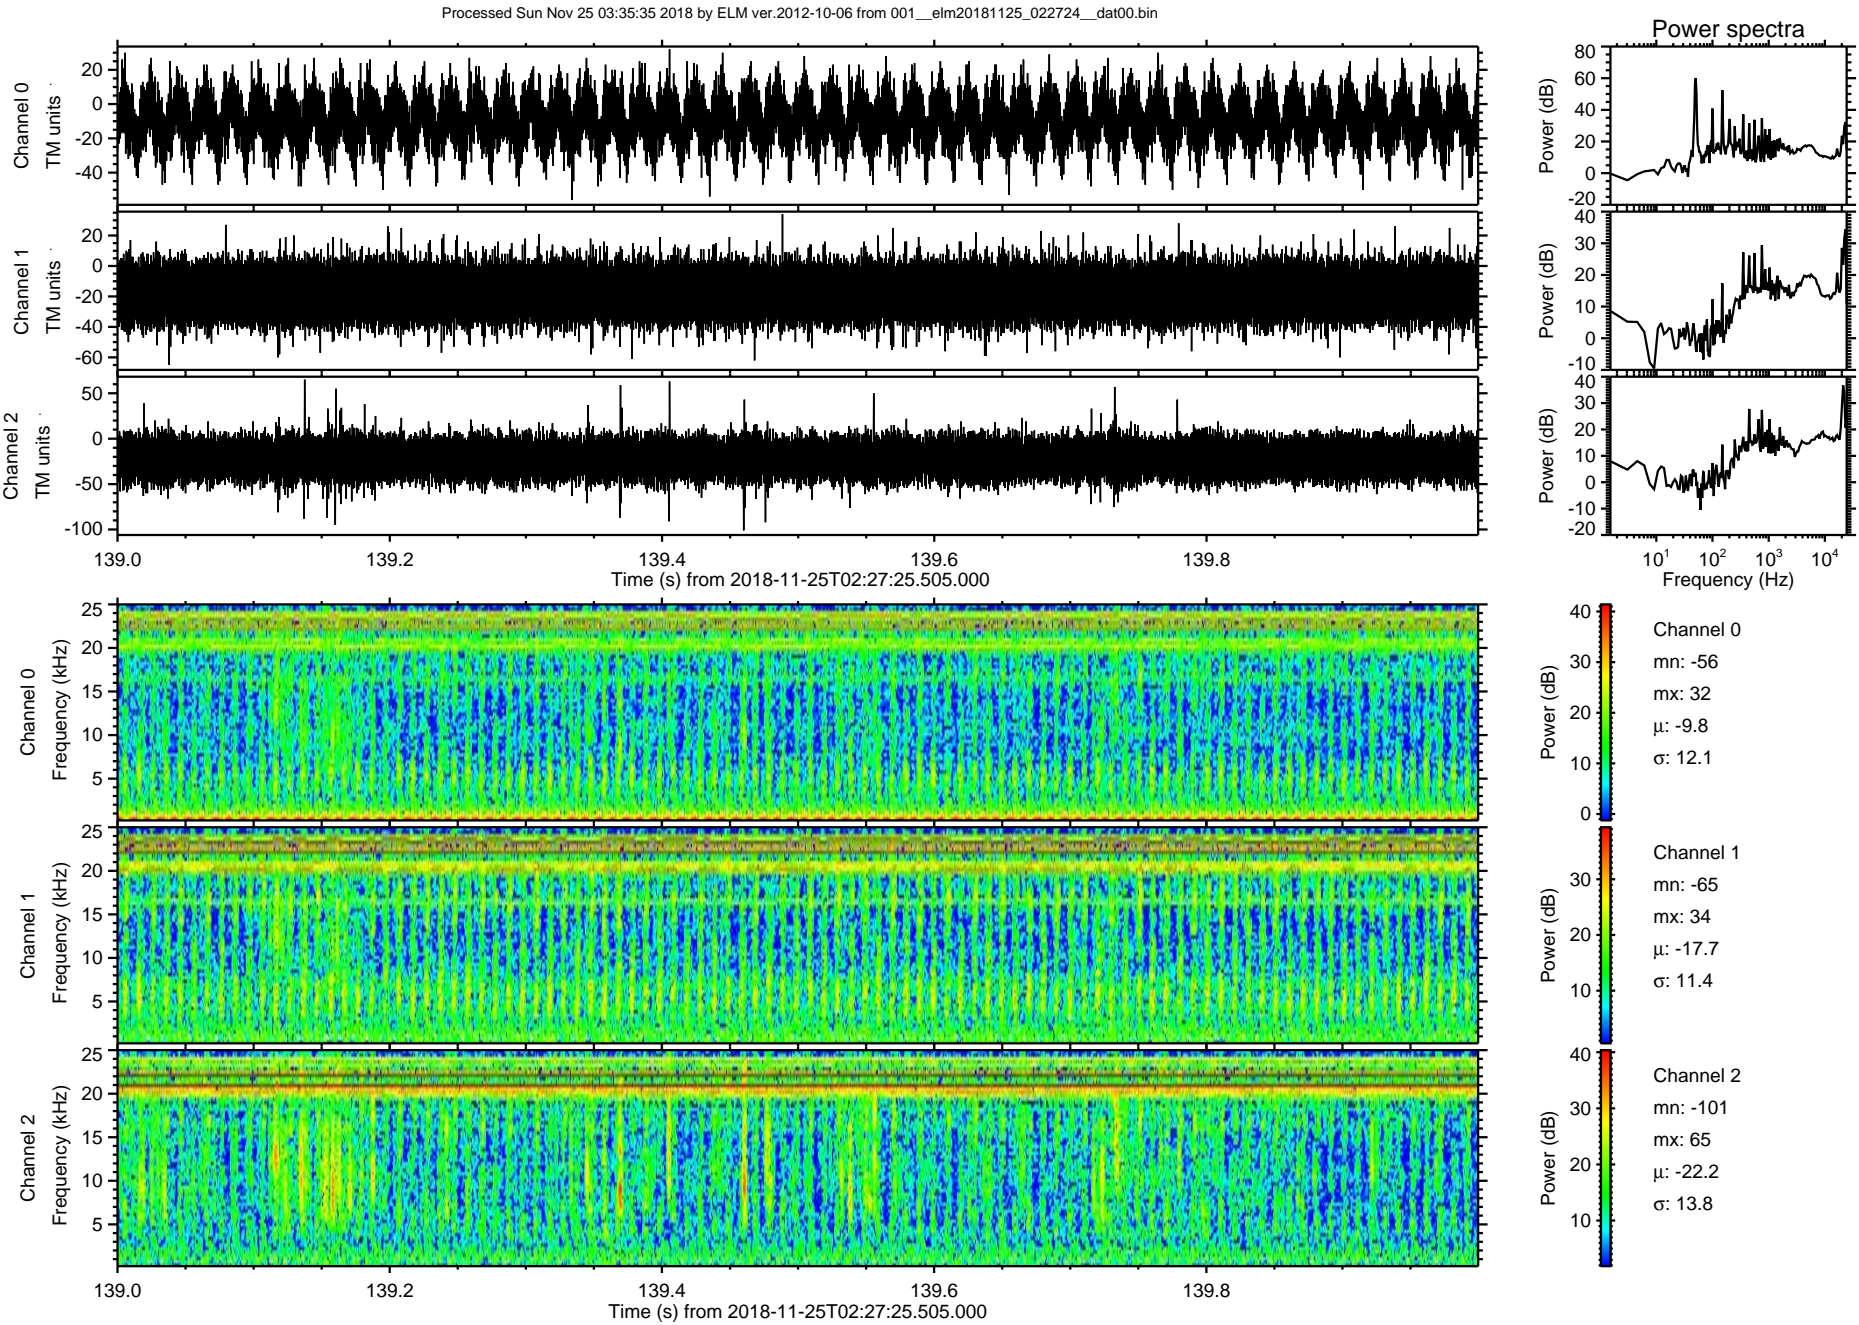 Processed Sun Nov 25 03:35:35 2018 by ELM ver.2012-10-06 from 001__elm20181125_022724__dat00.bin
Power spectra
Channel 0
TM units
20
0
-20
-40
Power (dB)
80
60
40
20
0
-20
Channel 1
TM units
20
0
-20
-40
-60
Power (dB)
40
30
20
10
0
-10
Channel 2
TM units
50
0
-50
-100
Power (dB)
40
30
20
10
0
-10
-20
139.0 139.2 139.4 139.6 139.8
Time (s) from 2018-11-25T02:27:25.505.000
10^1 10^2 10^3 10^4
Frequency (Hz)
Channel 0
Frequency (kHz)
25
20
15
10
5
Power (dB)
40
30
20
10
0
Channel 0
mn: -56
mx: 32
μ: -9.8
σ: 12.1
Channel 1
Frequency (kHz)
25
20
15
10
5
Power (dB)
30
20
10
Channel 1
mn: -65
mx: 34
μ: -17.7
σ: 11.4
Channel 2
Frequency (kHz)
25
20
15
10
5
Power (dB)
40
30
20
10
Channel 2
mn: -101
mx: 65
μ: -22.2
σ: 13.8
139.0 139.2 139.4 139.6 139.8
Time (s) from 2018-11-25T02:27:25.505.000